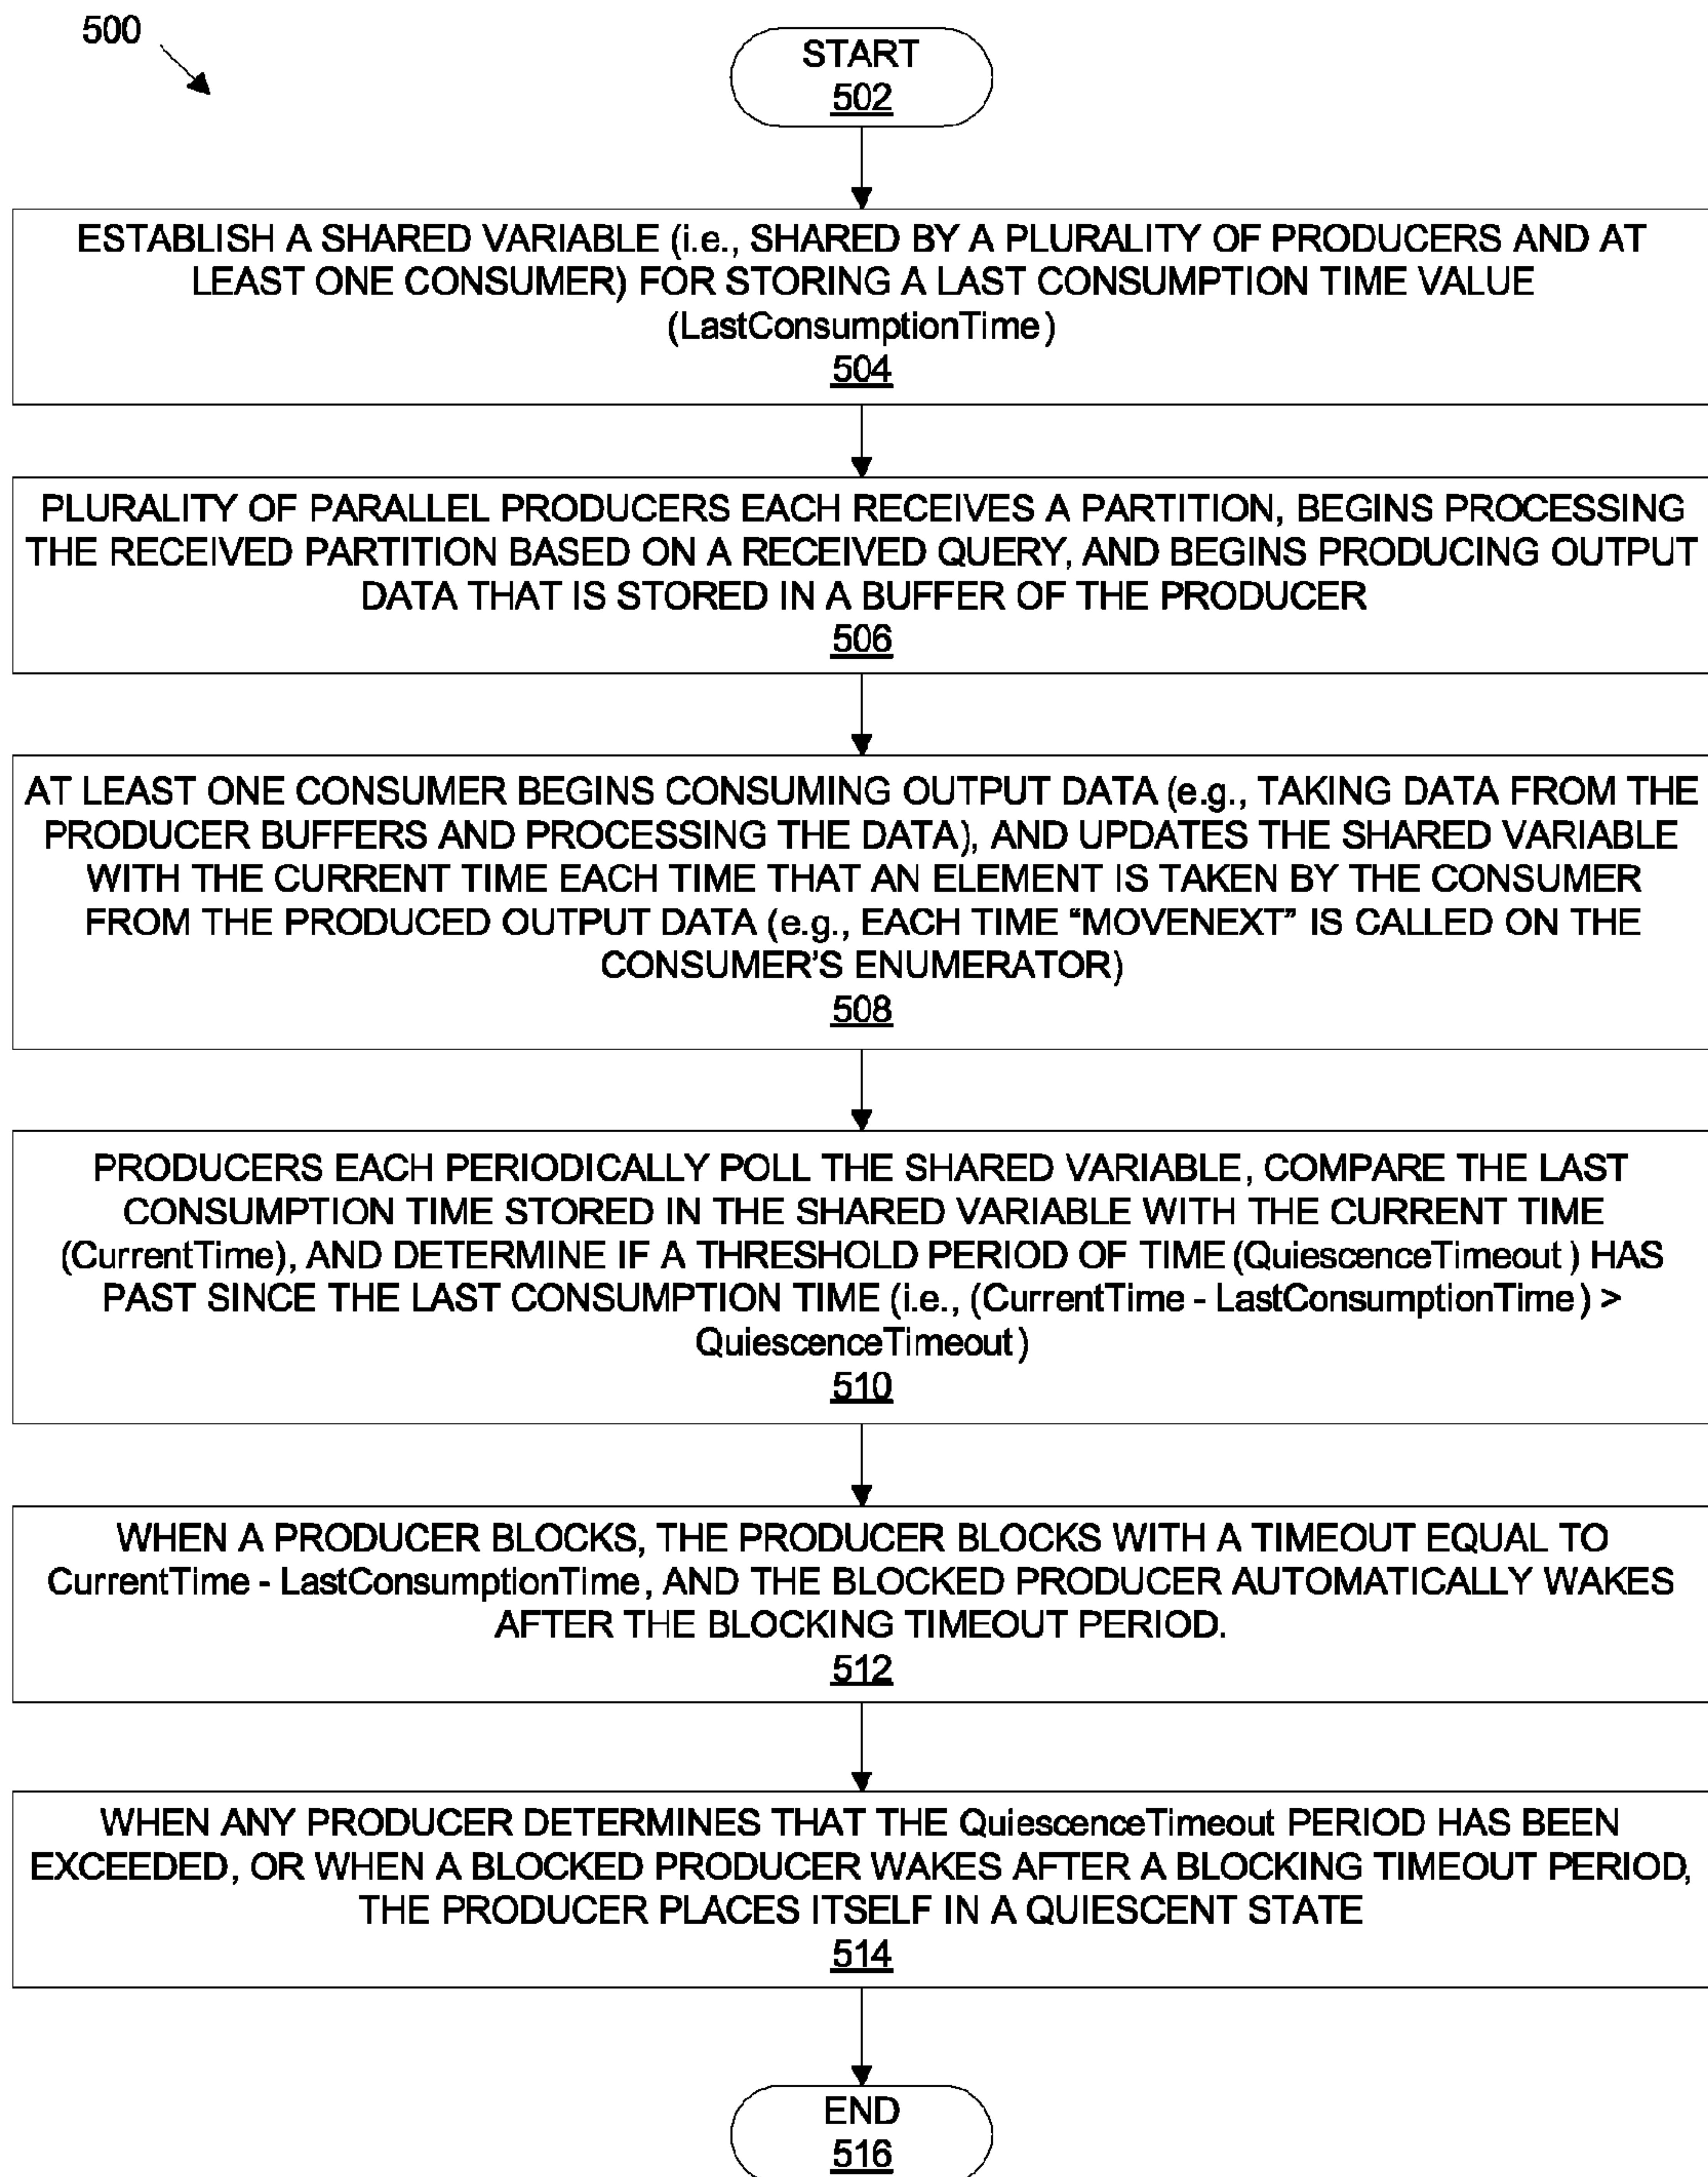 500
START
502
ESTABLISH A SHARED VARIABLE (i.e., SHARED BY A PLURALITY OF PRODUCERS AND AT
LEAST ONE CONSUMER) FOR STORING A LAST CONSUMPTION TIME VALUE
(LastConsumptionTime)
504
PLURALITY OF PARALLEL PRODUCERS EACH RECEIVES A PARTITION, BEGINS PROCESSING
THE RECEIVED PARTITION BASED ON A RECEIVED QUERY, AND BEGINS PRODUCING OUTPUT
DATA THAT IS STORED IN A BUFFER OF THE PRODUCER
506
AT LEAST ONE CONSUMER BEGINS CONSUMING OUTPUT DATA (e.g., TAKING DATA FROM THE
PRODUCER BUFFERS AND PROCESSING THE DATA), AND UPDATES THE SHARED VARIABLE
WITH THE CURRENT TIME EACH TIME THAT AN ELEMENT IS TAKEN BY THE CONSUMER
FROM THE PRODUCED OUTPUT DATA (e.g., EACH TIME “MOVENEXT” IS CALLED ON THE
CONSUMER'S ENUMERATOR)
508
PRODUCERS EACH PERIODICALLY POLL THE SHARED VARIABLE, COMPARE THE LAST
CONSUMPTION TIME STORED IN THE SHARED VARIABLE WITH THE CURRENT TIME
(CurrentTime), AND DETERMINE IF A THRESHOLD PERIOD OF TIME (QuiescenceTimeout) HAS
PAST SINCE THE LAST CONSUMPTION TIME (i.e., (CurrentTime - LastConsumptionTime) >
QuiescenceTimeout)
510
WHEN A PRODUCER BLOCKS, THE PRODUCER BLOCKS WITH A TIMEOUT EQUAL TO
CurrentTime - LastConsumptionTime, AND THE BLOCKED PRODUCER AUTOMATICALLY WAKES
AFTER THE BLOCKING TIMEOUT PERIOD.
512
WHEN ANY PRODUCER DETERMINES THAT THE QuiescenceTimeout PERIOD HAS BEEN
EXCEEDED, OR WHEN A BLOCKED PRODUCER WAKES AFTER A BLOCKING TIMEOUT PERIOD,
THE PRODUCER PLACES ITSELF IN A QUIESCENT STATE
514
END
516